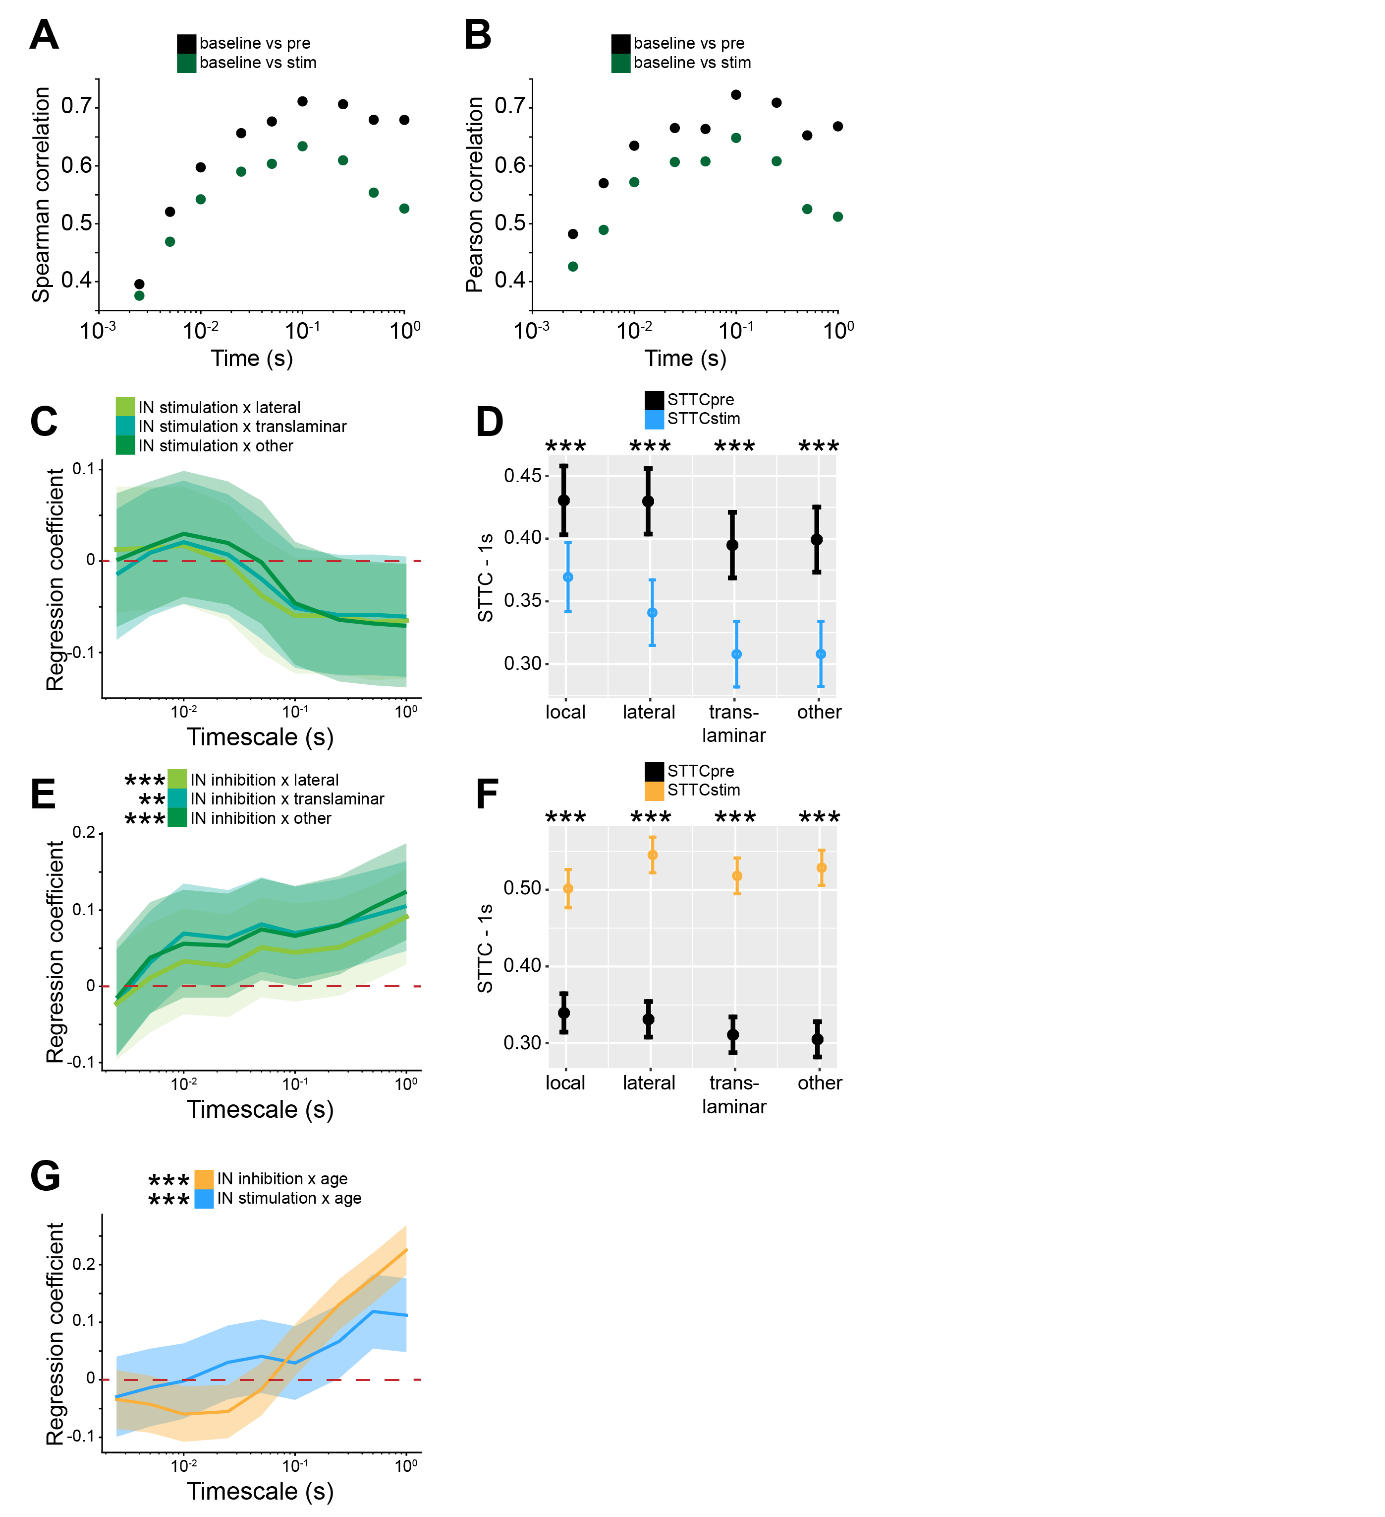 A
baseline vs pre
baseline vs stim
Spearman correlation
0.7
0.6
0.5
0.4
10-3
10-2
10-1
100
Time (s)
B
baseline vs pre
baseline vs stim
Pearson correlation
0.7
0.6
0.5
0.4
10-3
10-2
10-1
100
Time (s)
C
IN stimulation x lateral
IN stimulation x translaminar
IN stimulation x other
Regression coefficient
0.1
0
-0.1
10-2
10-1
100
Timescale (s)
D
STTCpre
STTCstim
*** *** *** ***
STTC - 1s
0.45
0.40
0.35
0.30
local
lateral
trans-
laminar
other
E
*** IN inhibition x lateral
** IN inhibition x translaminar
*** IN inhibition x other
Regression coefficient
0.2
0.1
0
-0.1
10-2
10-1
100
Timescale (s)
F
STTCpre
STTCstim
*** *** *** ***
STTC - 1s
0.50
0.40
0.30
local
lateral
trans-
laminar
other
G
*** IN inhibition x age
*** IN stimulation x age
Regression coefficient
0.2
0.1
0
-0.1
10-2
10-1
100
Timescale (s)